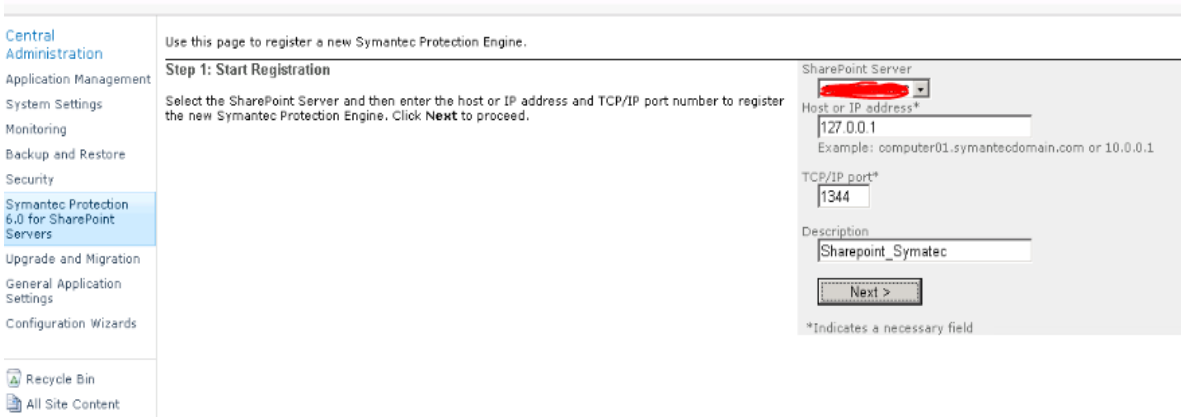 Central
Administration
Application Management
System Settings
Monitoring
Backup and Restore
Security
Symantec Protection
6.0 for SharePoint
Servers
Upgrade and Migration
General Application
Settings
Configuration Wizards
Recycle Bin
All Site Content
Use this page to register a new Symantec Protection Engine.
Step 1: Start Registration
Select the SharePoint Server and then enter the host or IP address and TCP/IP port number to register
the new Symantec Protection Engine. Click Next to proceed.
SharePoint Server
Host or IP address*
127.0.0.1
Example: computer01.symantecdomain.com or 10.0.0.1
TCP/IP port*
1344
Description
Sharepoint_Symatec
Next >
*Indicates a necessary field